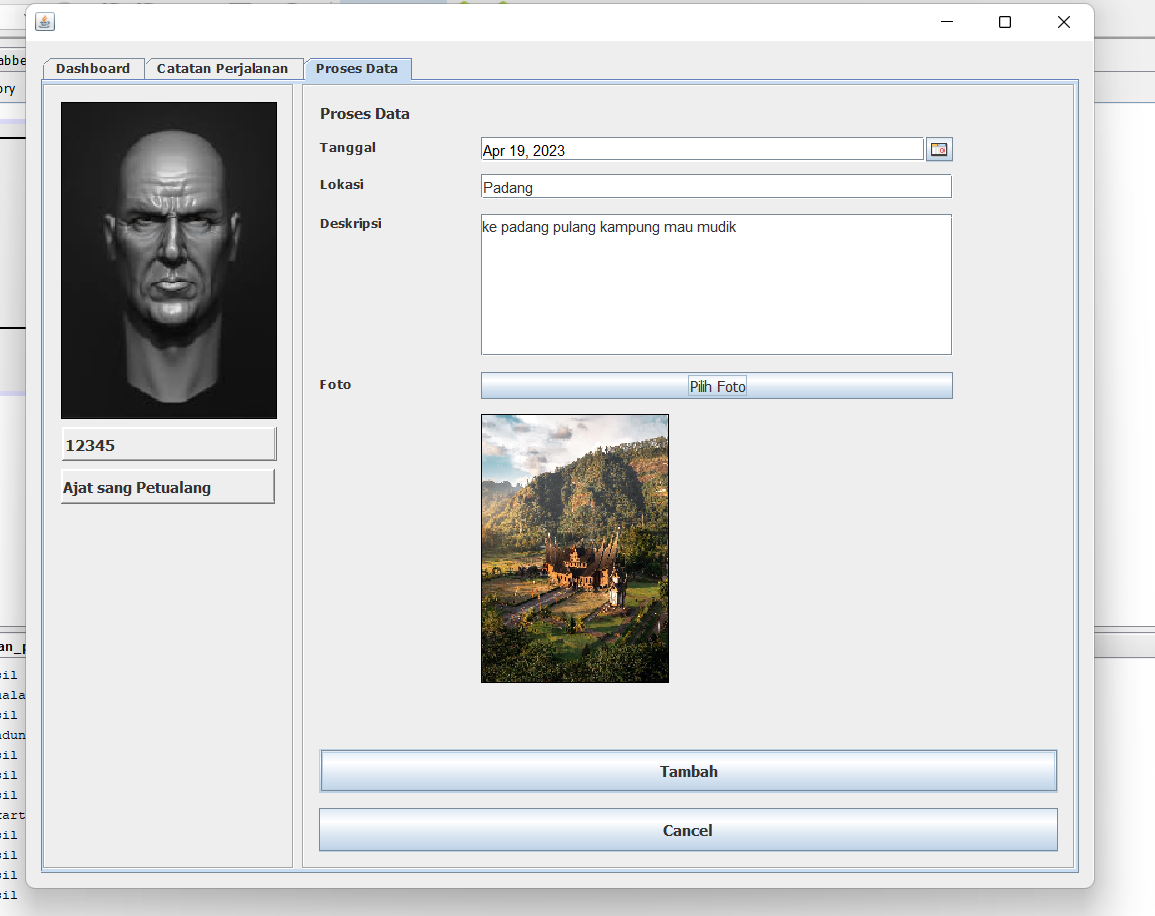 Dashboard
Catatan Perjalanan
Proses Data
Proses Data
Tanggal
Apr 19, 2023
Lokasi
Padang
Deskripsi
ke padang pulang kampung mau mudik
Foto
Pilih Foto
12345
Ajat sang Petualang
Tambah
Cancel